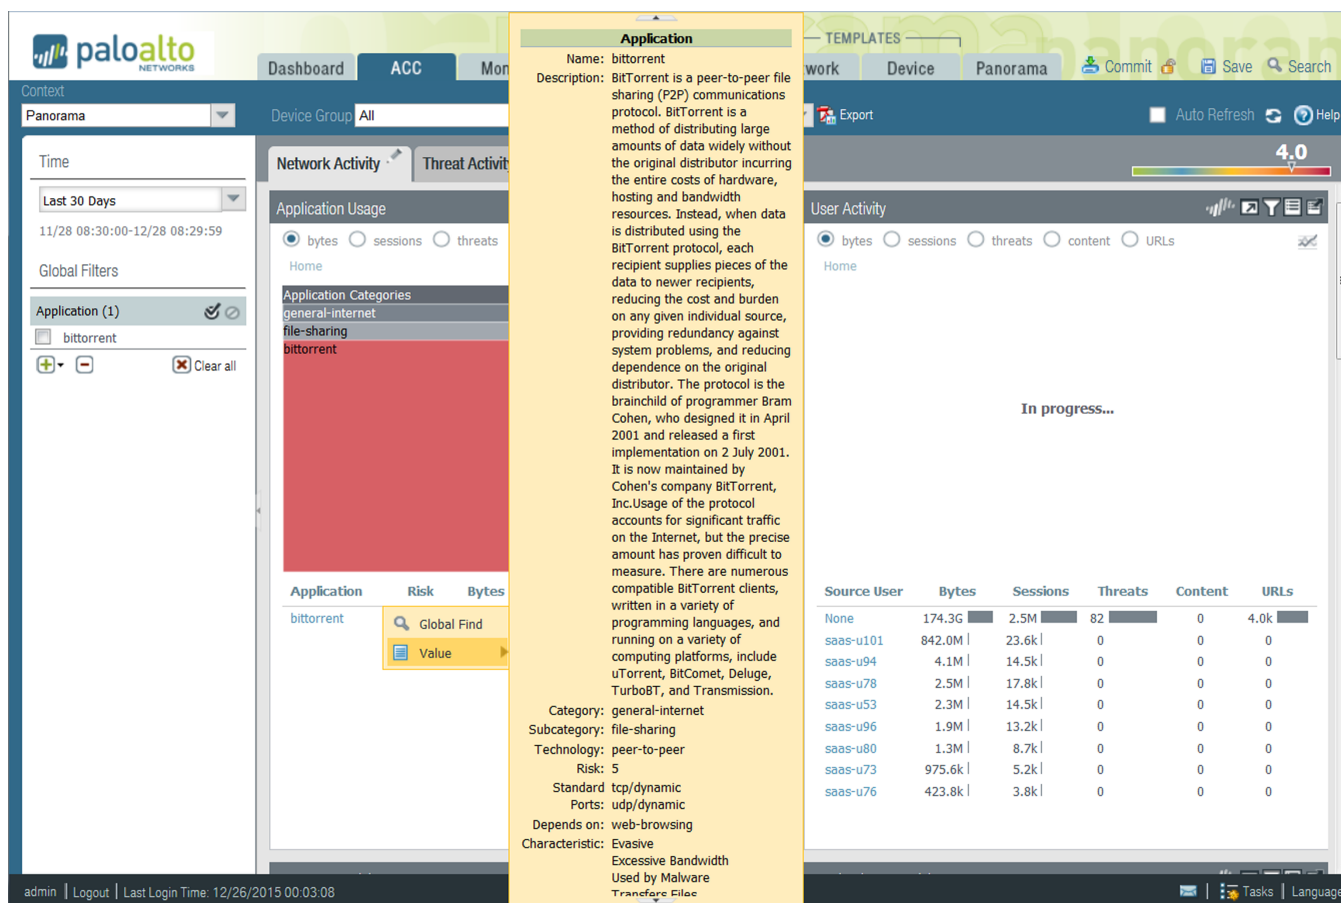 paloalto
NETWORKS
Dashboard
ACC
Mon
TEMPLATES
work
Device
Panorama
Commit
Save
Search
Context
Panorama
Device Group All
Export
Auto Refresh
Help
Time
Last 30 Days
11/28 08:30:00-12/28 08:29:59
Global Filters
Application (1)
bittorrent
Clear all
Network Activity
Threat Activit
4.0
Application Usage
bytes sessions threats
Home
Application Categories
general-internet
file-sharing
bittorrent
Application Risk Bytes
bittorrent
Global Find
Value
Application
Name: bittorrent
Description: BitTorrent is a peer-to-peer file
sharing (P2P) communications
protocol. BitTorrent is a
method of distributing large
amounts of data widely without
the original distributor incurring
the entire costs of hardware,
hosting and bandwidth
resources. Instead, when data
is distributed using the
BitTorrent protocol, each
recipient supplies pieces of the
data to newer recipients,
reducing the cost and burden
on any given individual source,
providing redundancy against
system problems, and reducing
dependence on the original
distributor. The protocol is the
brainchild of programmer Bram
Cohen, who designed it in April
2001 and released a first
implementation on 2 July 2001.
It is now maintained by
Cohen's company BitTorrent,
Inc.Usage of the protocol
accounts for significant traffic
on the Internet, but the precise
amount has proven difficult to
measure. There are numerous
compatible BitTorrent clients,
written in a variety of
programming languages, and
running on a variety of
computing platforms, include
uTorrent, BitComet, Deluge,
TurboBT, and Transmission.
Category: general-internet
Subcategory: file-sharing
Technology: peer-to-peer
Risk: 5
Standard tcp/dynamic
Ports: udp/dynamic
Depends on: web-browsing
Characteristic: Evasive
Excessive Bandwidth
Used by Malware
Transfers Files
User Activity
bytes sessions threats content URLs
Home
In progress...
Source User Bytes Sessions Threats Content URLs
None 174.3G 2.5M 82 0 4.0k
saas-u101 842.0M 23.6k 0 0 0
saas-u94 4.1M 14.5k 0 0 0
saas-u78 2.5M 17.8k 0 0 0
saas-u53 2.3M 14.5k 0 0 0
saas-u96 1.9M 13.2k 0 0 0
saas-u80 1.3M 8.7k 0 0 0
saas-u73 975.6k 5.2k 0 0 0
saas-u76 423.8k 3.8k 0 0 0
admin | Logout | Last Login Time: 12/26/2015 00:03:08
Tasks | Language